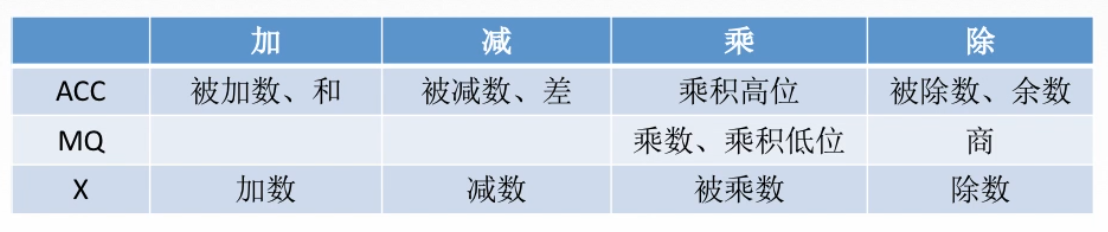 加 减 乘 除
ACC 被加数、和 被减数、差 乘积高位 被除数、余数
MQ 乘数、乘积低位 商
X 加数 减数 被乘数 除数